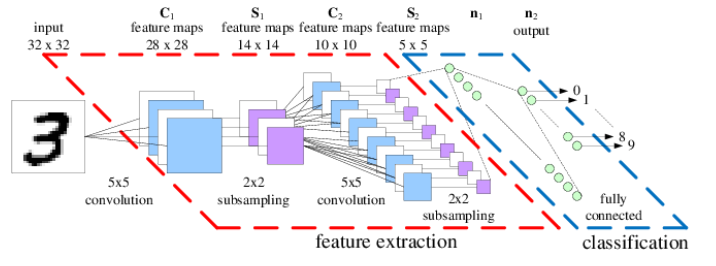 input
32 x 32
C1
feature maps
28 x 28
S1
feature maps
14 x 14
C2
feature maps
10 x 10
S2
feature maps
5 x 5
n1
n2
output
3
0
1
8
9
5x5
convolution
2x2
subsampling
5x5
convolution
2x2
subsampling
fully
connected
feature extraction
classification